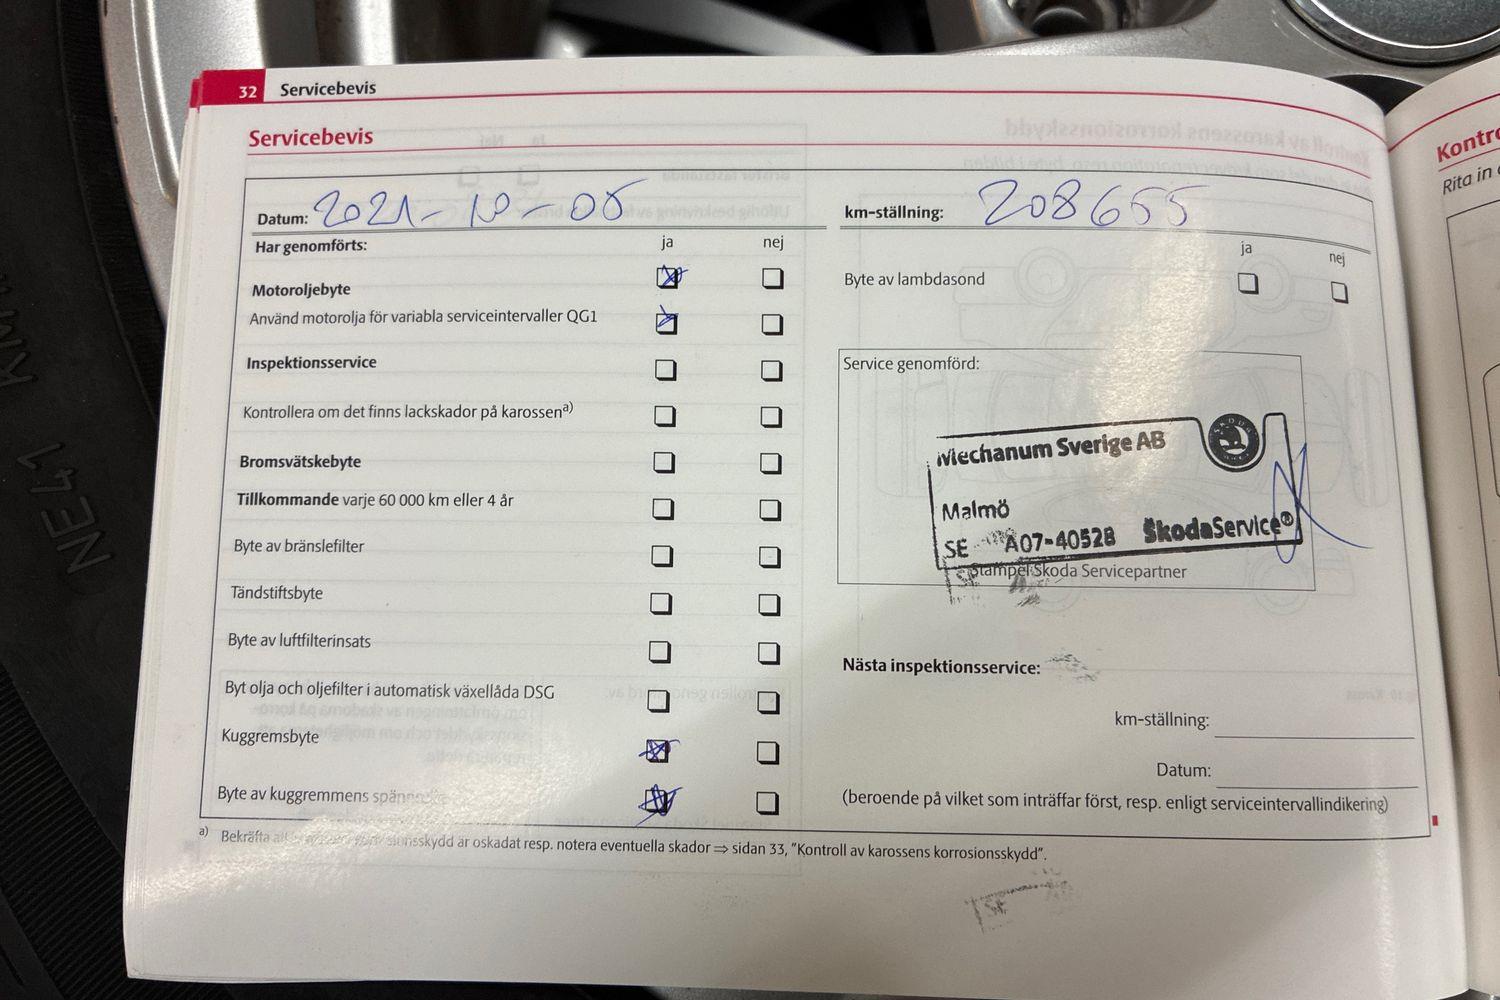 32 Servicebevis
Servicebevis
Datum: 2021-10-05
Har genomförts: ja nej
Motoroljebyte
Använd motorolja för variabla serviceintervaller QG1
Inspektionsservice
Kontrollera om det finns lackskador på karossen a)
Bromsvätskebyte
Tillkommande varje 60 000 km eller 4 år
Byte av bränslefilter
Tändstiftsbyte
Byte av luftfilterinsats
Byt olja och oljefilter i automatisk växellåda DSG
Kuggremsbyte
Byte av kuggremmens
km-ställning: 208655
ja nej
Byte av lambdasond
Service genomförd:
Mechanum Sverige AB
SKODA
Malmö
SE A07-40528 ŠkodaService®
Stämpel Skoda Servicepartner
Nästa inspektionsservice:
km-ställning:
Datum:
(beroende på vilket som inträffar först, resp. enligt serviceintervallindikering)
a) Bekräfta är oskadat resp. notera eventuella skador ⇒ sidan 33, "Kontroll av karossens korrosionsskydd".
Rita in
NE41